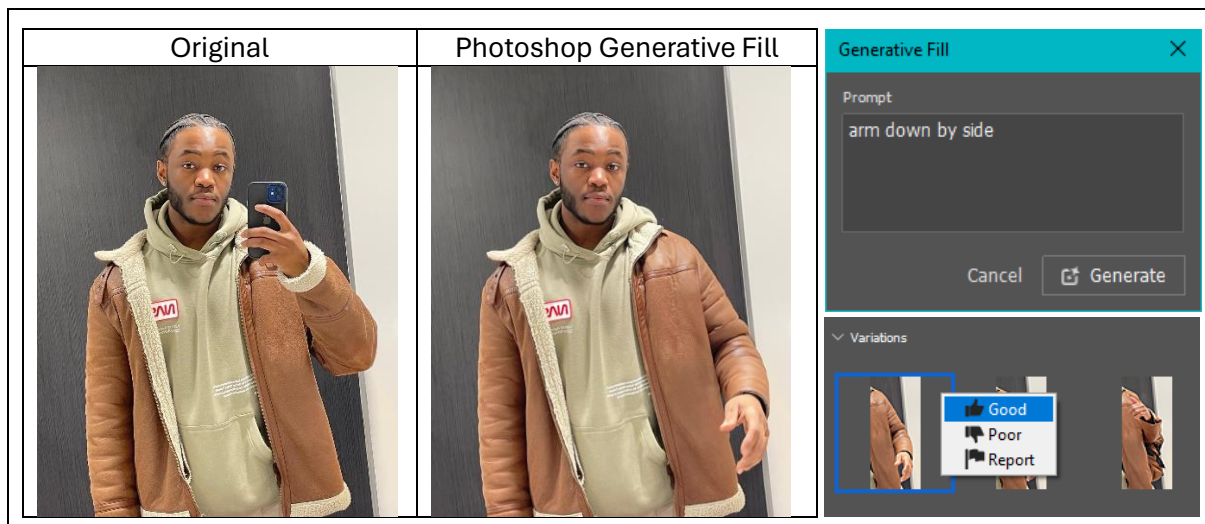 Original
Photoshop Generative Fill
Generative Fill
Prompt
arm down by side
Cancel
Generate
Variations
Good
Poor
Report